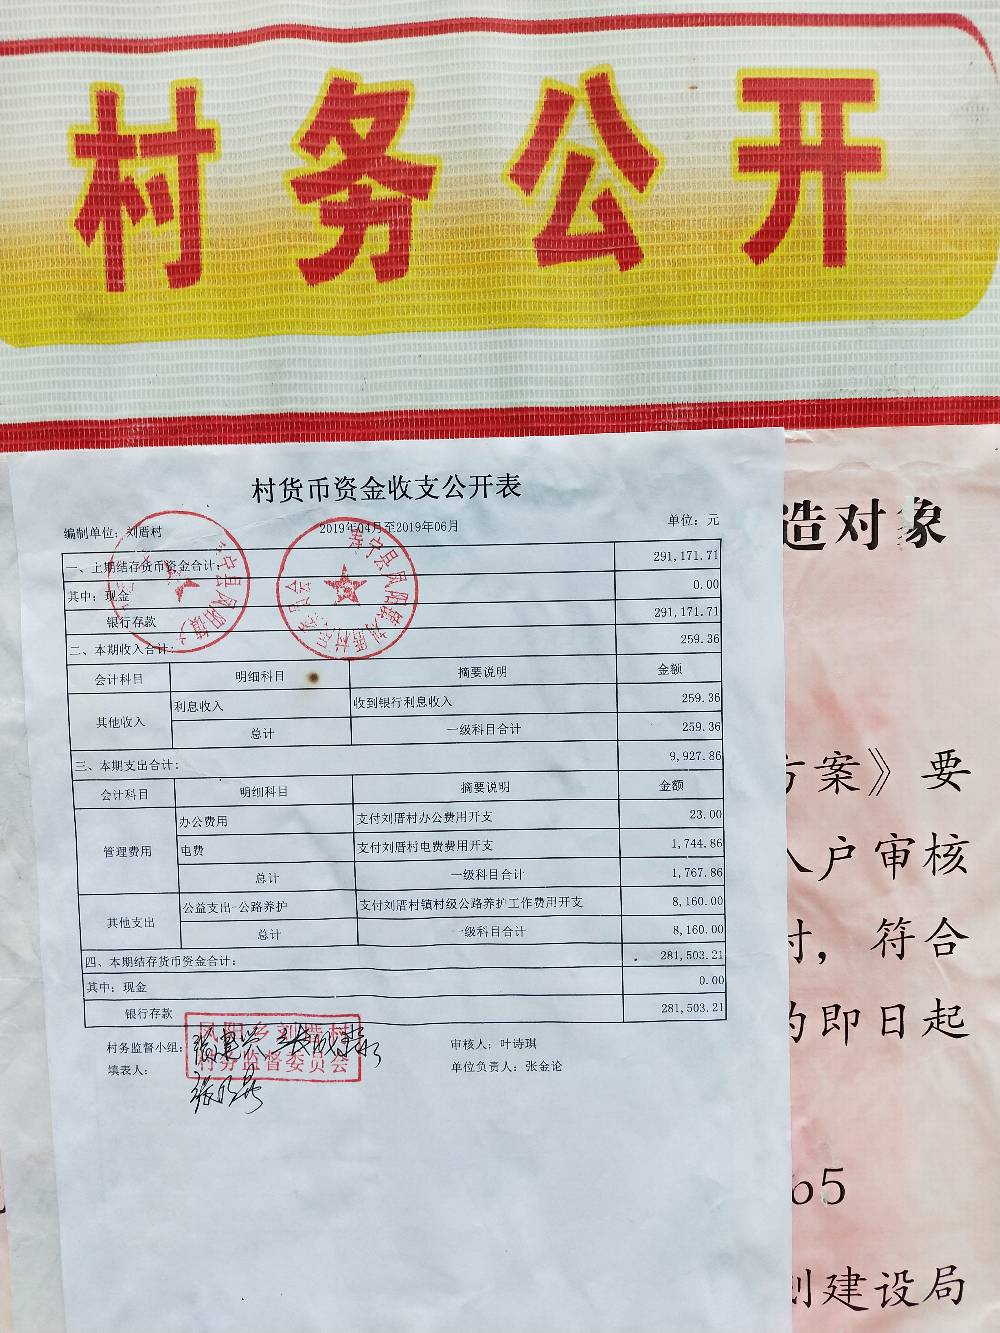 村务公开
村货币资金收支公开表
编制单位：刘厝村 2019年04月至2019年06月 单位：元
一、上期结存货币资金合计： 291,171.71
其中：现金 0.00
银行存款 291,171.71
二、本期收入合计： 259.36
会计科目 明细科目 摘要说明 金额
其他收入 利息收入 收到银行利息收入 259.36
总计 一级科目合计 259.36
三、本期支出合计： 9,927.86
会计科目 明细科目 摘要说明 金额
管理费用 办公费用 支付刘厝村办公费用开支 23.00
电费 支付刘厝村电费费用开支 1,744.86
总计 一级科目合计 1,767.86
其他支出 公益支出-公路养护 支付刘厝村镇村级公路养护工作费用开支 8,160.00
总计 一级科目合计 8,160.00
四、本期结存货币资金合计： 281,503.21
其中：现金 0.00
银行存款 281,503.21
村务监督小组： 审核人：叶诗琪
填表人： 单位负责人：张金论
村务监督委员会
造对象
方案》要
入户审核
村，符合
的即日起
65
划建设局